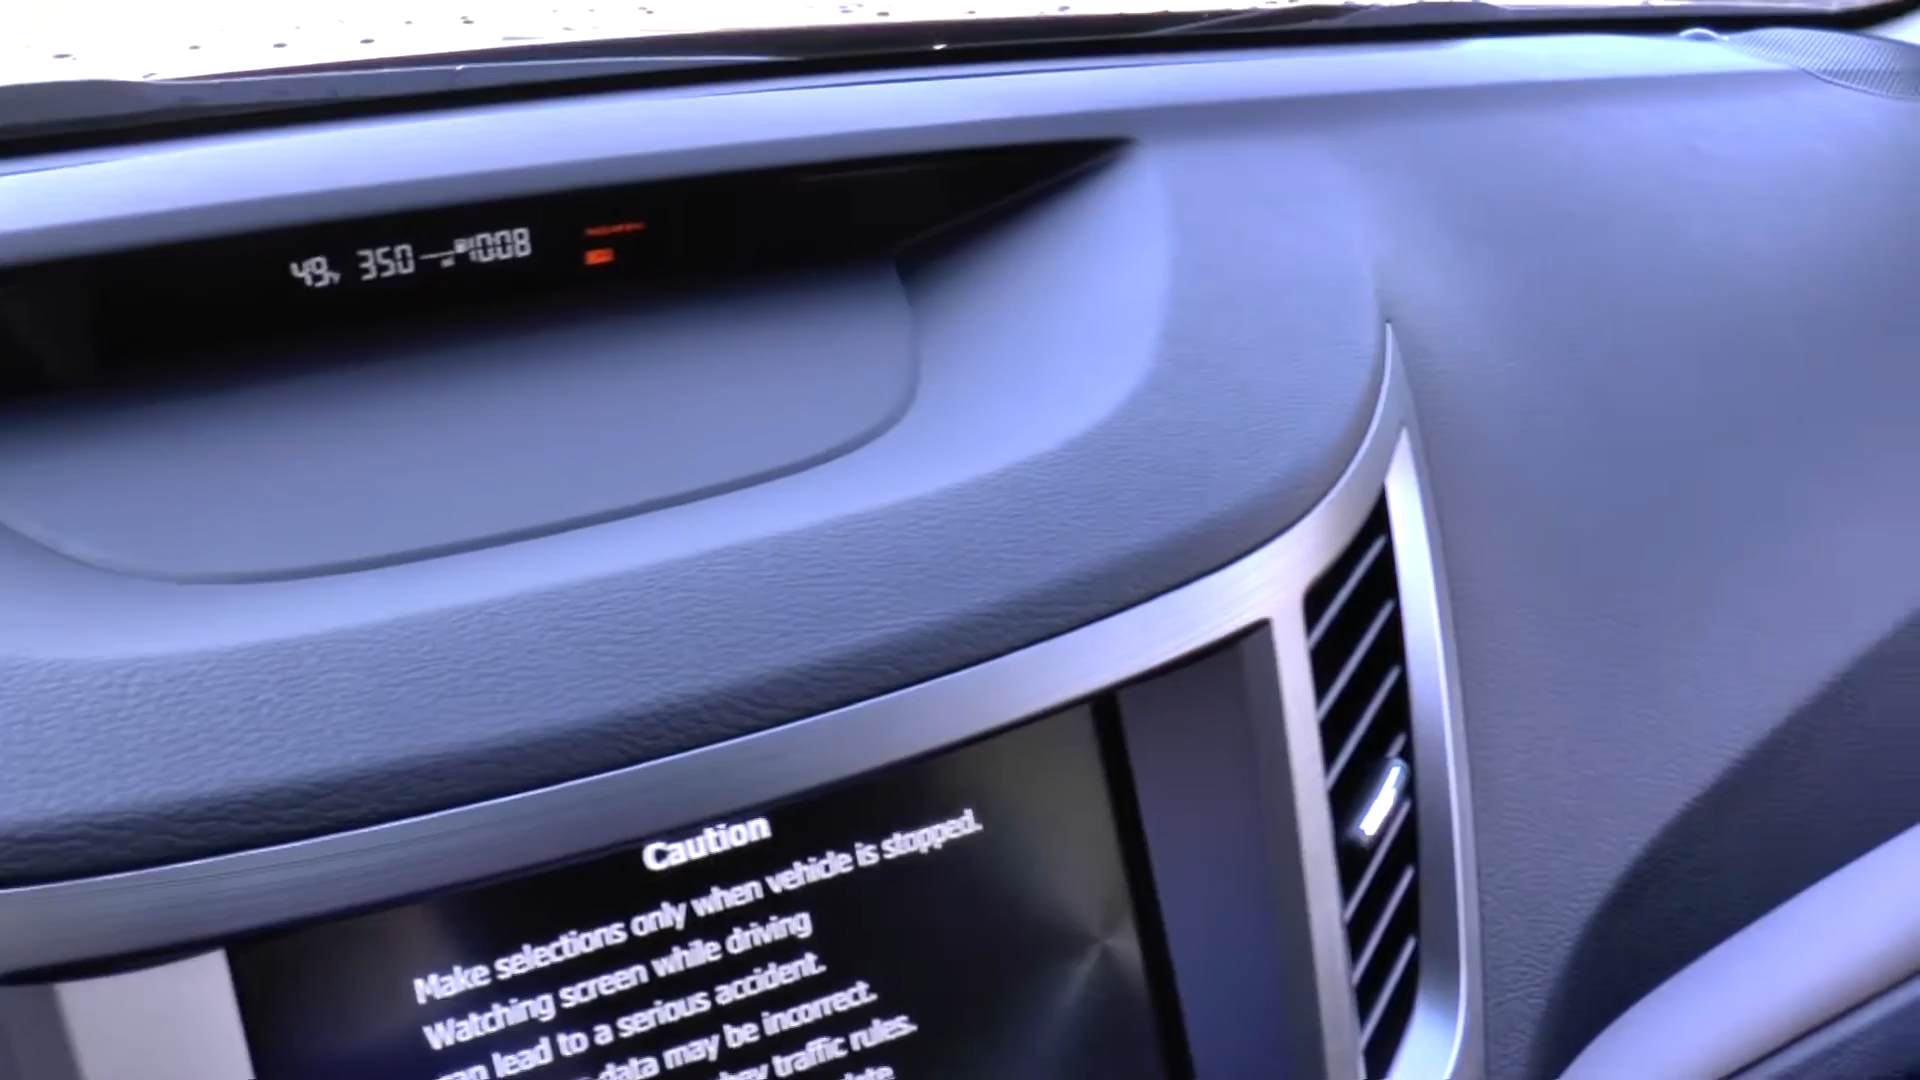 49 350 1008
Caution
Make selections only when vehicle is stopped.
Watching screen while driving
lead to a serious accident.
data may be incorrect.
traffic rules.